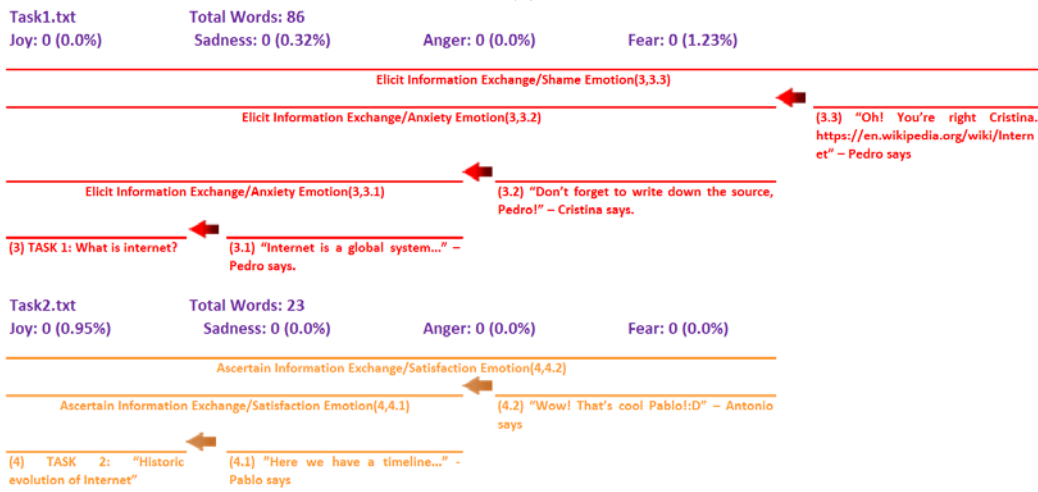 Task1.txt Total Words: 86
Joy: 0 (0.0%) Sadness: 0 (0.32%) Anger: 0 (0.0%) Fear: 0 (1.23%)
Elicit Information Exchange/Shame Emotion(3,3.3)
Elicit Information Exchange/Anxiety Emotion(3,3.2)
(3.3) "Oh! You're right Cristina.
https://en.wikipedia.org/wiki/Intern
et" – Pedro says
Elicit Information Exchange/Anxiety Emotion(3,3.1)
(3.2) "Don't forget to write down the source,
Pedro!" – Cristina says.
(3) TASK 1: What is internet?
(3.1) "Internet is a global system..." –
Pedro says.
Task2.txt Total Words: 23
Joy: 0 (0.95%) Sadness: 0 (0.0%) Anger: 0 (0.0%) Fear: 0 (0.0%)
Ascertain Information Exchange/Satisfaction Emotion(4,4.2)
Ascertain Information Exchange/Satisfaction Emotion(4,4.1)
(4.2) "Wow! That's cool Pablo!:D" – Antonio
says
(4) TASK 2: "Historic
evolution of Internet"
(4.1) "Here we have a timeline..." -
Pablo says